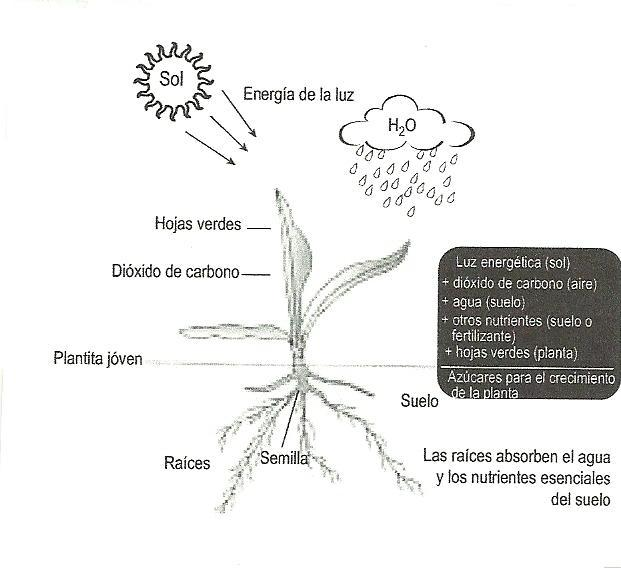 Sol
Energía de la luz
H2O
Hojas verdes
Dióxido de carbono
Luz energética (sol)
+ dióxido de carbono (aire)
+ agua (suelo)
+ otros nutrientes (suelo o
fertilizante)
+ hojas verdes (planta)
Azúcares para el crecimiento
de la planta
Plantita jóven
Suelo
Raíces
Semilla
Las raíces absorben el agua
y los nutrientes esenciales
del suelo